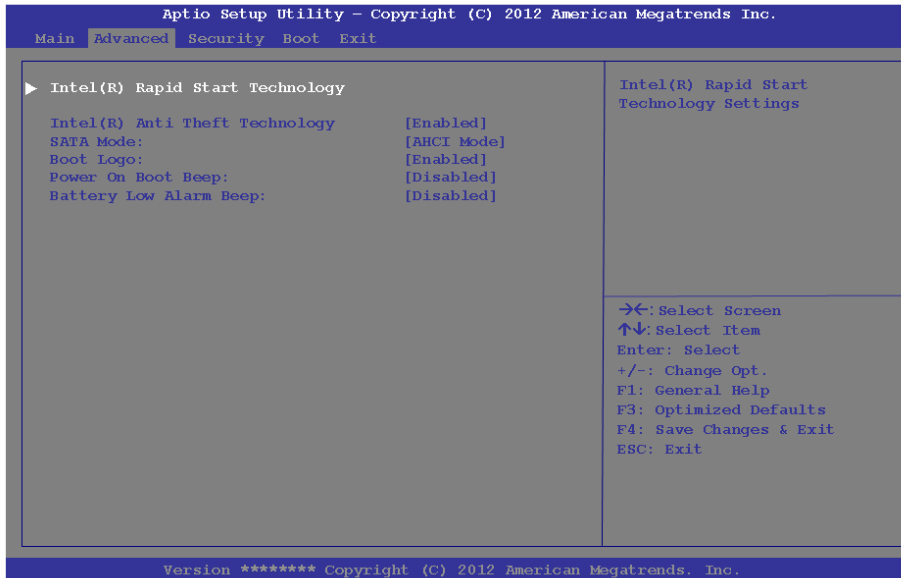 Aptio Setup Utility – Copyright (C) 2012 American Megatrends Inc.
Main Advanced Security Boot Exit
Intel(R) Rapid Start Technology
Intel(R) Anti Theft Technology [Enabled]
SATA Mode: [AHCI Mode]
Boot Logo: [Enabled]
Power On Boot Beep: [Disabled]
Battery Low Alarm Beep: [Disabled]
Intel(R) Rapid Start
Technology Settings
→←: Select Screen
↑↓: Select Item
Enter: Select
+/-: Change Opt.
F1: General Help
F3: Optimized Defaults
F4: Save Changes & Exit
ESC: Exit
Version ******** Copyright (C) 2012 American Megatrends. Inc.